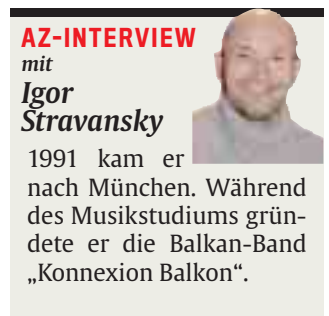 AZ-INTERVIEW
mit
Igor
Stravansky
1991 kam er
nach München. Während
des Musikstudiums grün-
dete er die Balkan-Band
„Konnexion Balkon“.